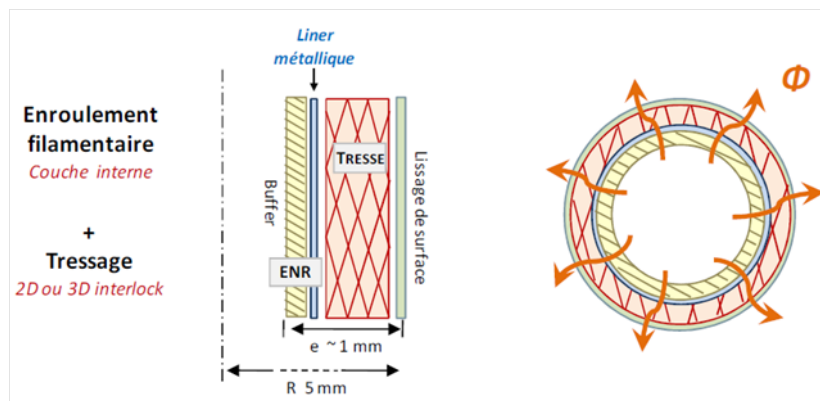 Liner
métallique
Enroulement
filamentaire
Couche interne
+
Tressage
2D ou 3D interlock
Buffer
ENR
TRESSE
Lissage de surface
e ~ 1 mm
R 5 mm
Φ